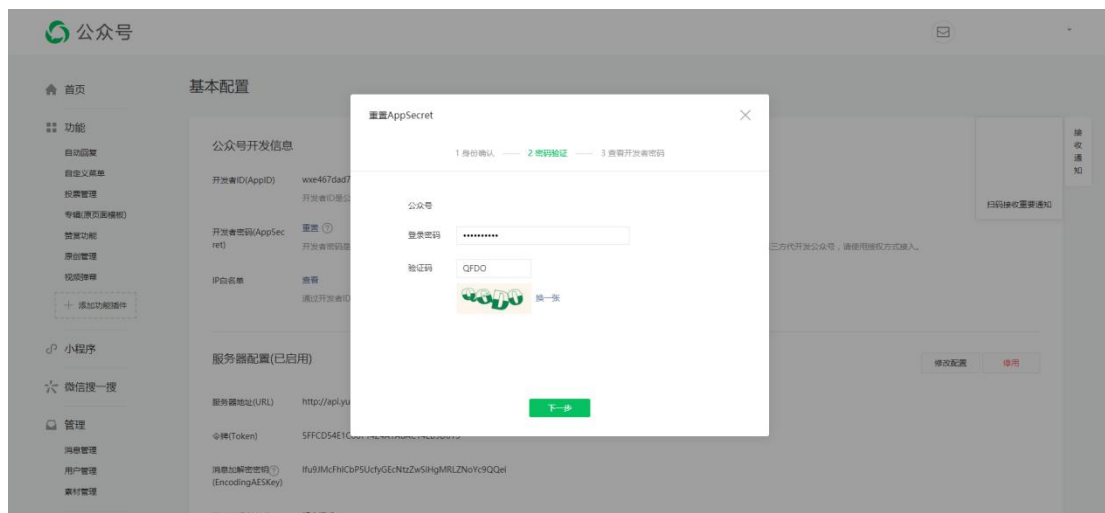 公众号
首页
功能
自动回复
自定义菜单
投票管理
专辑(原页面模板)
赞赏功能
原创管理
视频弹幕
添加功能插件
小程序
微信搜一搜
管理
消息管理
用户管理
素材管理
基本配置
公众号开发信息
开发者ID(AppID) wxe467dad7
开发者ID是公
开发者密码(AppSecret) 重置
开发者密码是
三方代开发公众号，请使用授权方式接入。
IP白名单 查看
通过开发者ID
服务器配置(已启用) 修改配置 停用
服务器地址(URL) http://api.yu
令牌(Token)
消息加解密密钥
(EncodingAESKey)
重置AppSecret
1 身份确认 2 密码验证 3 查看开发者密码
公众号
登录密码 ••••••••••
验证码 QFDO
换一张
下一步
接收通知
扫码接收重要通知